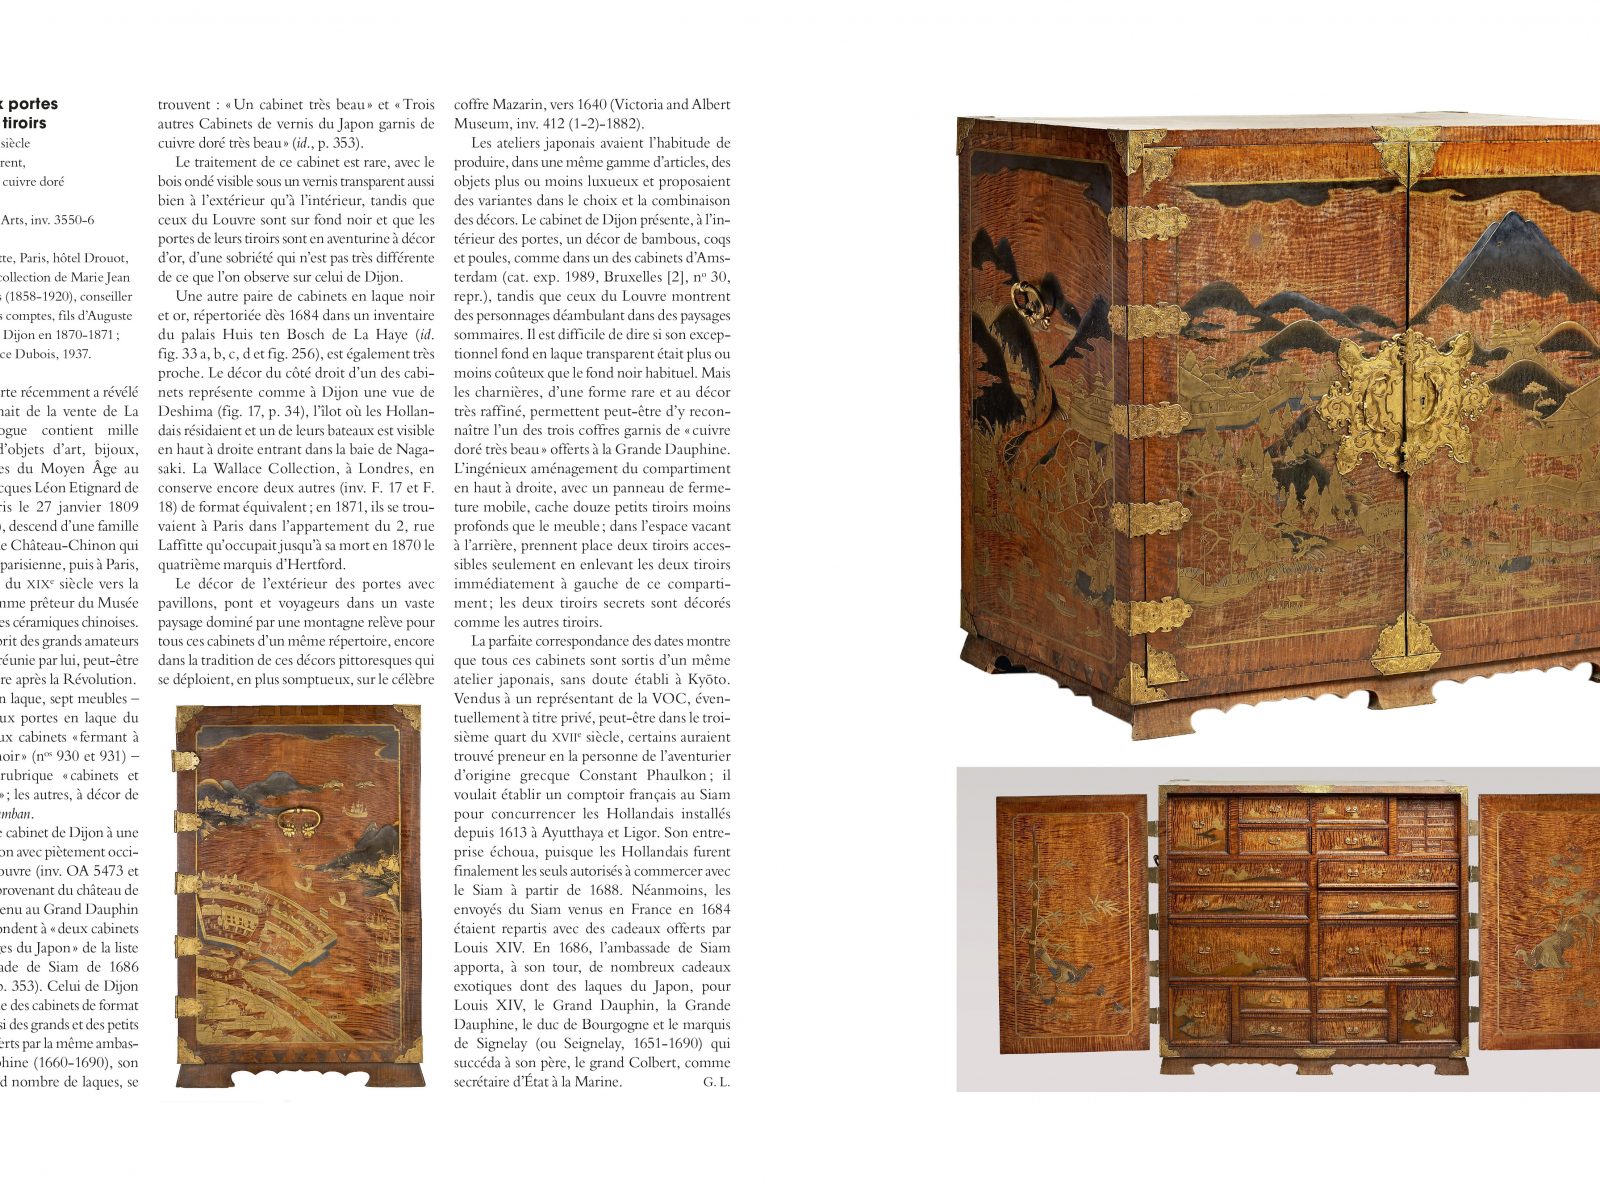 x portes
tiroirs
siècle
rent,
cuivre doré
Arts, inv. 3550-6
tte, Paris, hôtel Drouot,
collection de Marie Jean
s (1858-1920), conseiller
s comptes, fils d’Auguste
Dijon en 1870-1871 ;
ce Dubois, 1937.
rte récemment a révélé
nait de la vente de La
ogue contient mille
d’objets d’art, bijoux,
es du Moyen Âge au
cques Léon Etignard de
ris le 27 janvier 1809
), descend d’une famille
e Château-Chinon qui
parisienne, puis à Paris,
du XIXe siècle vers la
mme prêteur du Musée
es céramiques chinoises.
prit des grands amateurs
réunie par lui, peut-être
re après la Révolution.
n laque, sept meubles –
ux portes en laque du
ux cabinets « fermant à
noir » (nos 930 et 931) –
rubrique « cabinets et
» ; les autres, à décor de
amban.
e cabinet de Dijon à une
on avec piètement occi-
ouvre (inv. OA 5473 et
provenant du château de
enu au Grand Dauphin
ondent à « deux cabinets
ges du Japon » de la liste
ade de Siam de 1686
p. 353). Celui de Dijon
e des cabinets de format
si des grands et des petits
erts par la même ambas-
phine (1660-1690), son
d nombre de laques, se
trouvent : « Un cabinet très beau » et « Trois
autres Cabinets de vernis du Japon garnis de
cuivre doré très beau » (id., p. 353).
Le traitement de ce cabinet est rare, avec le
bois ondé visible sous un vernis transparent aussi
bien à l’extérieur qu’à l’intérieur, tandis que
ceux du Louvre sont sur fond noir et que les
portes de leurs tiroirs sont en aventurine à décor
d’or, d’une sobriété qui n’est pas très différente
de ce que l’on observe sur celui de Dijon.
Une autre paire de cabinets en laque noir
et or, répertoriée dès 1684 dans un inventaire
du palais Huis ten Bosch de La Haye (id.
fig. 33 a, b, c, d et fig. 256), est également très
proche. Le décor du côté droit d’un des cabi-
nets représente comme à Dijon une vue de
Deshima (fig. 17, p. 34), l’îlot où les Hollan-
dais résidaient et un de leurs bateaux est visible
en haut à droite entrant dans la baie de Naga-
saki. La Wallace Collection, à Londres, en
conserve encore deux autres (inv. F. 17 et F.
18) de format équivalent ; en 1871, ils se trou-
vaient à Paris dans l’appartement du 2, rue
Laffitte qu’occupait jusqu’à sa mort en 1870 le
quatrième marquis d’Hertford.
Le décor de l’extérieur des portes avec
pavillons, pont et voyageurs dans un vaste
paysage dominé par une montagne relève pour
tous ces cabinets d’un même répertoire, encore
dans la tradition de ces décors pittoresques qui
se déploient, en plus somptueux, sur le célèbre
coffre Mazarin, vers 1640 (Victoria and Albert
Museum, inv. 412 (1-2)-1882).
Les ateliers japonais avaient l’habitude de
produire, dans une même gamme d’articles, des
objets plus ou moins luxueux et proposaient
des variantes dans le choix et la combinaison
des décors. Le cabinet de Dijon présente, à l’in-
térieur des portes, un décor de bambous, coqs
et poules, comme dans un des cabinets d’Ams-
terdam (cat. exp. 1989, Bruxelles [2], no 30,
repr.), tandis que ceux du Louvre montrent
des personnages déambulant dans des paysages
sommaires. Il est difficile de dire si son excep-
tionnel fond en laque transparent était plus ou
moins coûteux que le fond noir habituel. Mais
les charnières, d’une forme rare et au décor
très raffiné, permettent peut-être d’y recon-
naître l’un des trois coffres garnis de « cuivre
doré très beau » offerts à la Grande Dauphine.
L’ingénieux aménagement du compartiment
en haut à droite, avec un panneau de ferme-
ture mobile, cache douze petits tiroirs moins
profonds que le meuble ; dans l’espace vacant
à l’arrière, prennent place deux tiroirs acces-
sibles seulement en enlevant les deux tiroirs
immédiatement à gauche de ce comparti-
ment ; les deux tiroirs secrets sont décorés
comme les autres tiroirs.
La parfaite correspondance des dates montre
que tous ces cabinets sont sortis d’un même
atelier japonais, sans doute établi à Kyōto.
Vendus à un représentant de la VOC, éven-
tuellement à titre privé, peut-être dans le troi-
sième quart du XVIIe siècle, certains auraient
trouvé preneur en la personne de l’aventurier
d’origine grecque Constant Phaulkon ; il
voulait établir un comptoir français au Siam
pour concurrencer les Hollandais installés
depuis 1613 à Ayutthaya et Ligor. Son entre-
prise échoua, puisque les Hollandais furent
finalement les seuls autorisés à commercer avec
le Siam à partir de 1688. Néanmoins, les
envoyés du Siam venus en France en 1684
étaient repartis avec des cadeaux offerts par
Louis XIV. En 1686, l’ambassade de Siam
apporta, à son tour, de nombreux cadeaux
exotiques dont des laques du Japon, pour
Louis XIV, le Grand Dauphin, la Grande
Dauphine, le duc de Bourgogne et le marquis
de Signelay (ou Seignelay, 1651-1690) qui
succéda à son père, le grand Colbert, comme
secrétaire d’État à la Marine. G. L.